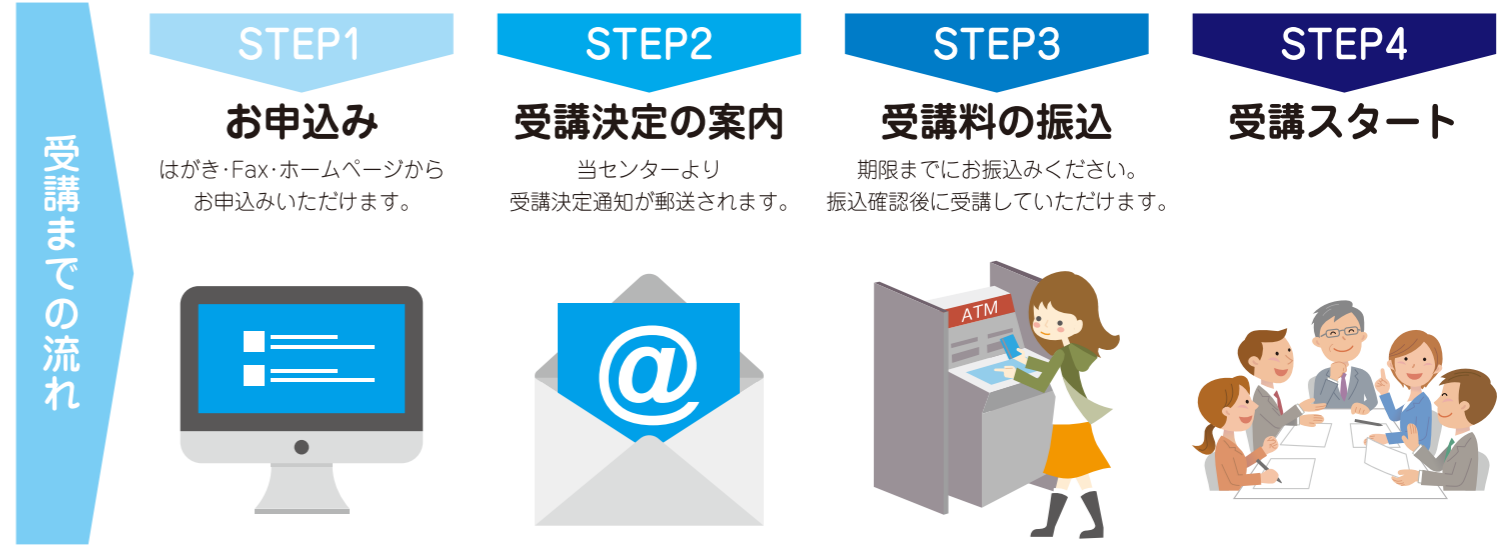 受講までの流れ
STEP1
お申込み
はがき・Fax・ホームページから
お申込みいただけます。
STEP2
受講決定の案内
当センターより
受講決定通知が郵送されます。
@
STEP3
受講料の振込
期限までにお振込みください。
振込確認後に受講していただけます。
ATM
STEP4
受講スタート